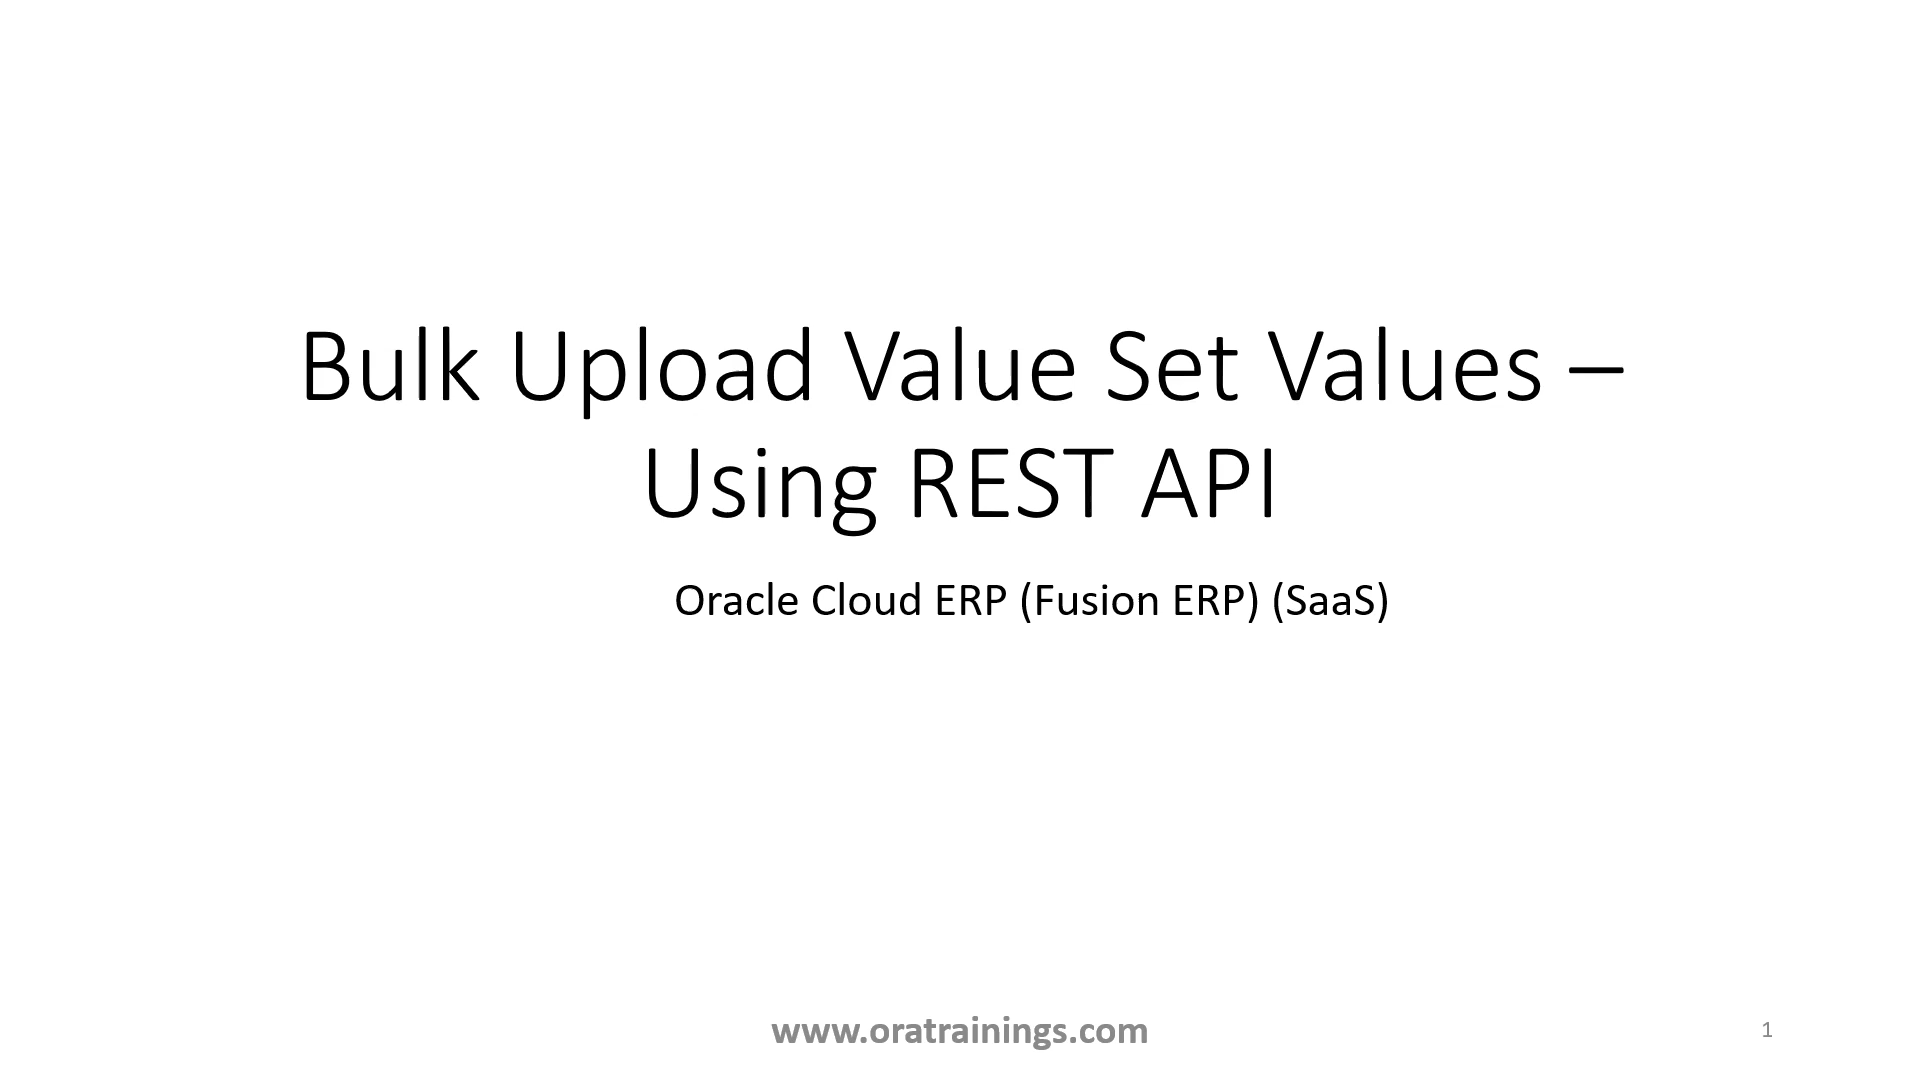 Bulk Upload Value Set Values –
Using REST API
Oracle Cloud ERP (Fusion ERP) (SaaS)
www.oratrainings.com
1